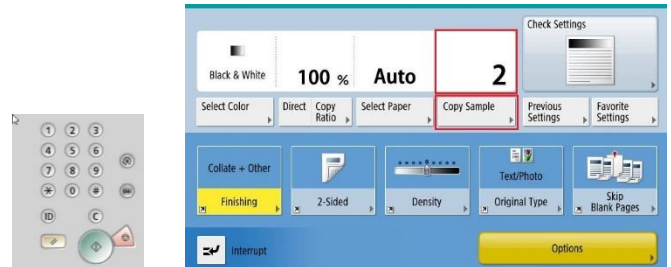 1 2 3
4 5 6
7 8 9
* 0 #
ID C
Check Settings
Black & White 100 % Auto 2
Select Color Direct Copy Ratio Select Paper Copy Sample Previous Settings Favorite Settings
Collate + Other Text/Photo
Finishing 2-Sided Density Original Type Skip Blank Pages
Interrupt Options